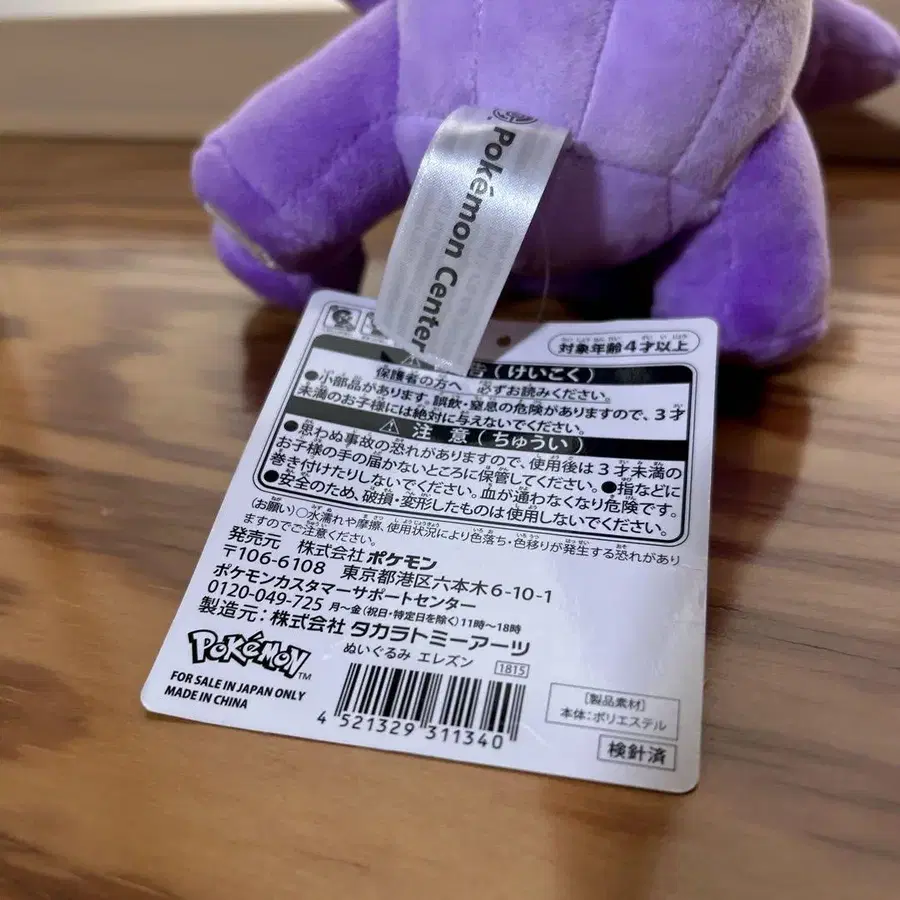 Pokémon Center
対象年齢4才以上
告(けいこく)
保護者の方へ 必ずお読みください。
●小部品があります。誤飲・窒息の危険がありますので、3才
未満のお子様には絶対に与えないでください。
注意(ちゅうい)
●思わぬ事故の恐れがありますので、使用後は3才未満の
お子様の手の届かないところに保管してください。●指などに
巻き付けたりしないでください。血が通わなくなり危険です。
●安全のため、破損・変形したものは使用しないでください。
(お願い)○水濡れや摩擦、使用状況により色落ち・色移りが発生する恐れがあり
ますのでご注意ください。
発売元 株式会社 ポケモン
〒106-6108 東京都港区六本木6-10-1
ポケモンカスタマーサポートセンター
0120-049-725 月～金(祝日・特定日を除く)11時～18時
製造元:株式会社 タカラトミーアーツ
POKéMON TM
ぬいぐるみ エレズン
1815
FOR SALE IN JAPAN ONLY
MADE IN CHINA
4 521329 311340
[製品素材]
本体:ポリエステル
検針済